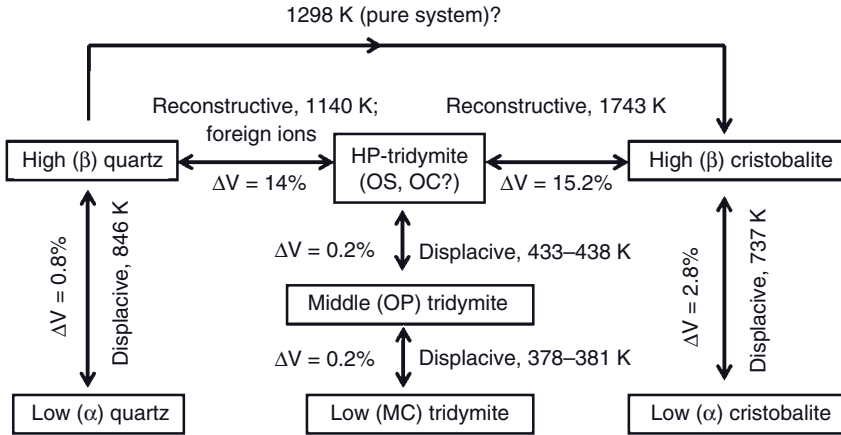 1298 K (pure system)?
Reconstructive, 1140 K;
foreign ions
Reconstructive, 1743 K
High (β) quartz
HP-tridymite
(OS, OC?)
High (β) cristobalite
ΔV = 14%
ΔV = 15.2%
ΔV = 0.8%
Displacive, 846 K
ΔV = 0.2%
Displacive, 433–438 K
ΔV = 2.8%
Displacive, 737 K
Middle (OP) tridymite
ΔV = 0.2%
Displacive, 378–381 K
Low (α) quartz
Low (MC) tridymite
Low (α) cristobalite